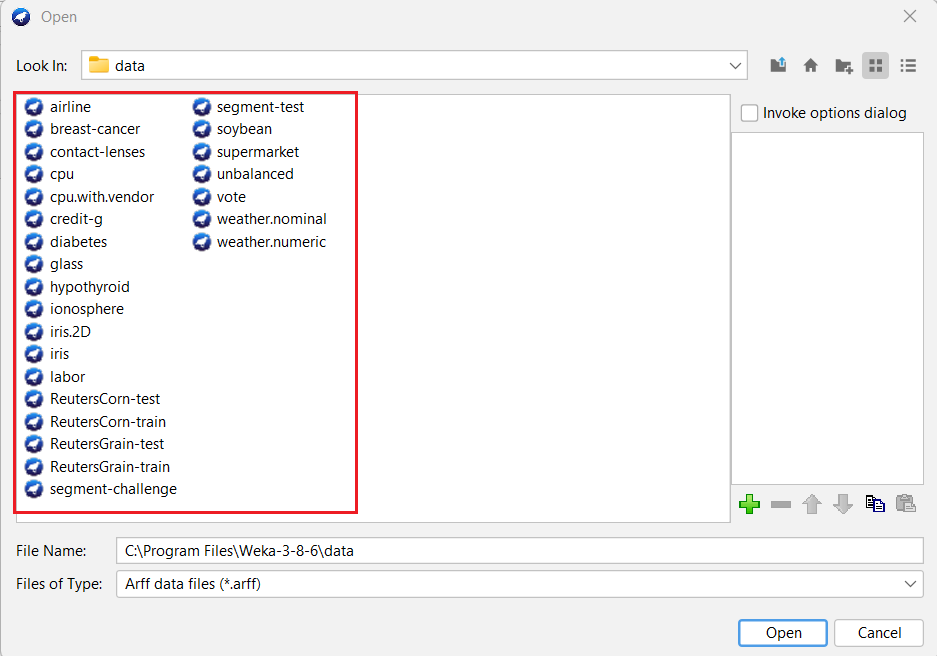 Open
Look In: data
airline
breast-cancer
contact-lenses
cpu
cpu.with.vendor
credit-g
diabetes
glass
hypothyroid
ionosphere
iris.2D
iris
labor
ReutersCorn-test
ReutersCorn-train
ReutersGrain-test
ReutersGrain-train
segment-challenge
segment-test
soybean
supermarket
unbalanced
vote
weather.nominal
weather.numeric
Invoke options dialog
File Name: C:\Program Files\Weka-3-8-6\data
Files of Type: Arff data files (*.arff)
Open Cancel